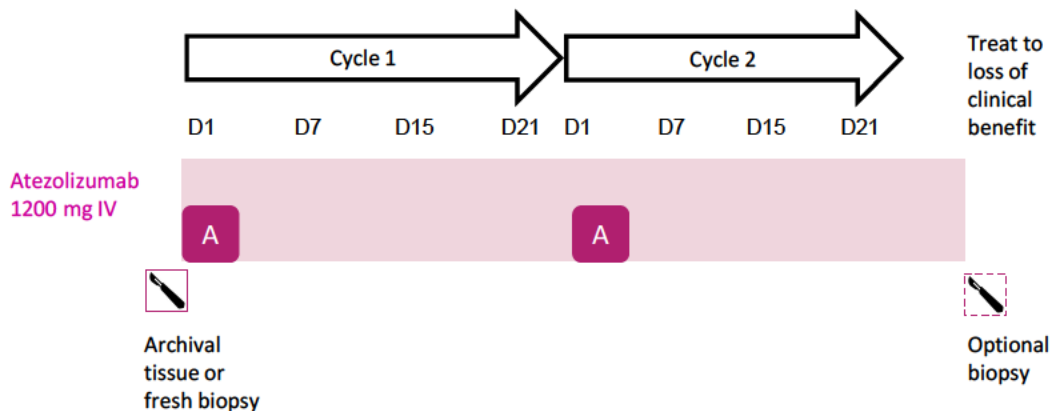 Cycle 1
Cycle 2
Treat to
loss of
clinical
benefit
D1 D7 D15 D21 D1 D7 D15 D21
Atezolizumab
1200 mg IV
A A
Archival
tissue or
fresh biopsy
Optional
biopsy